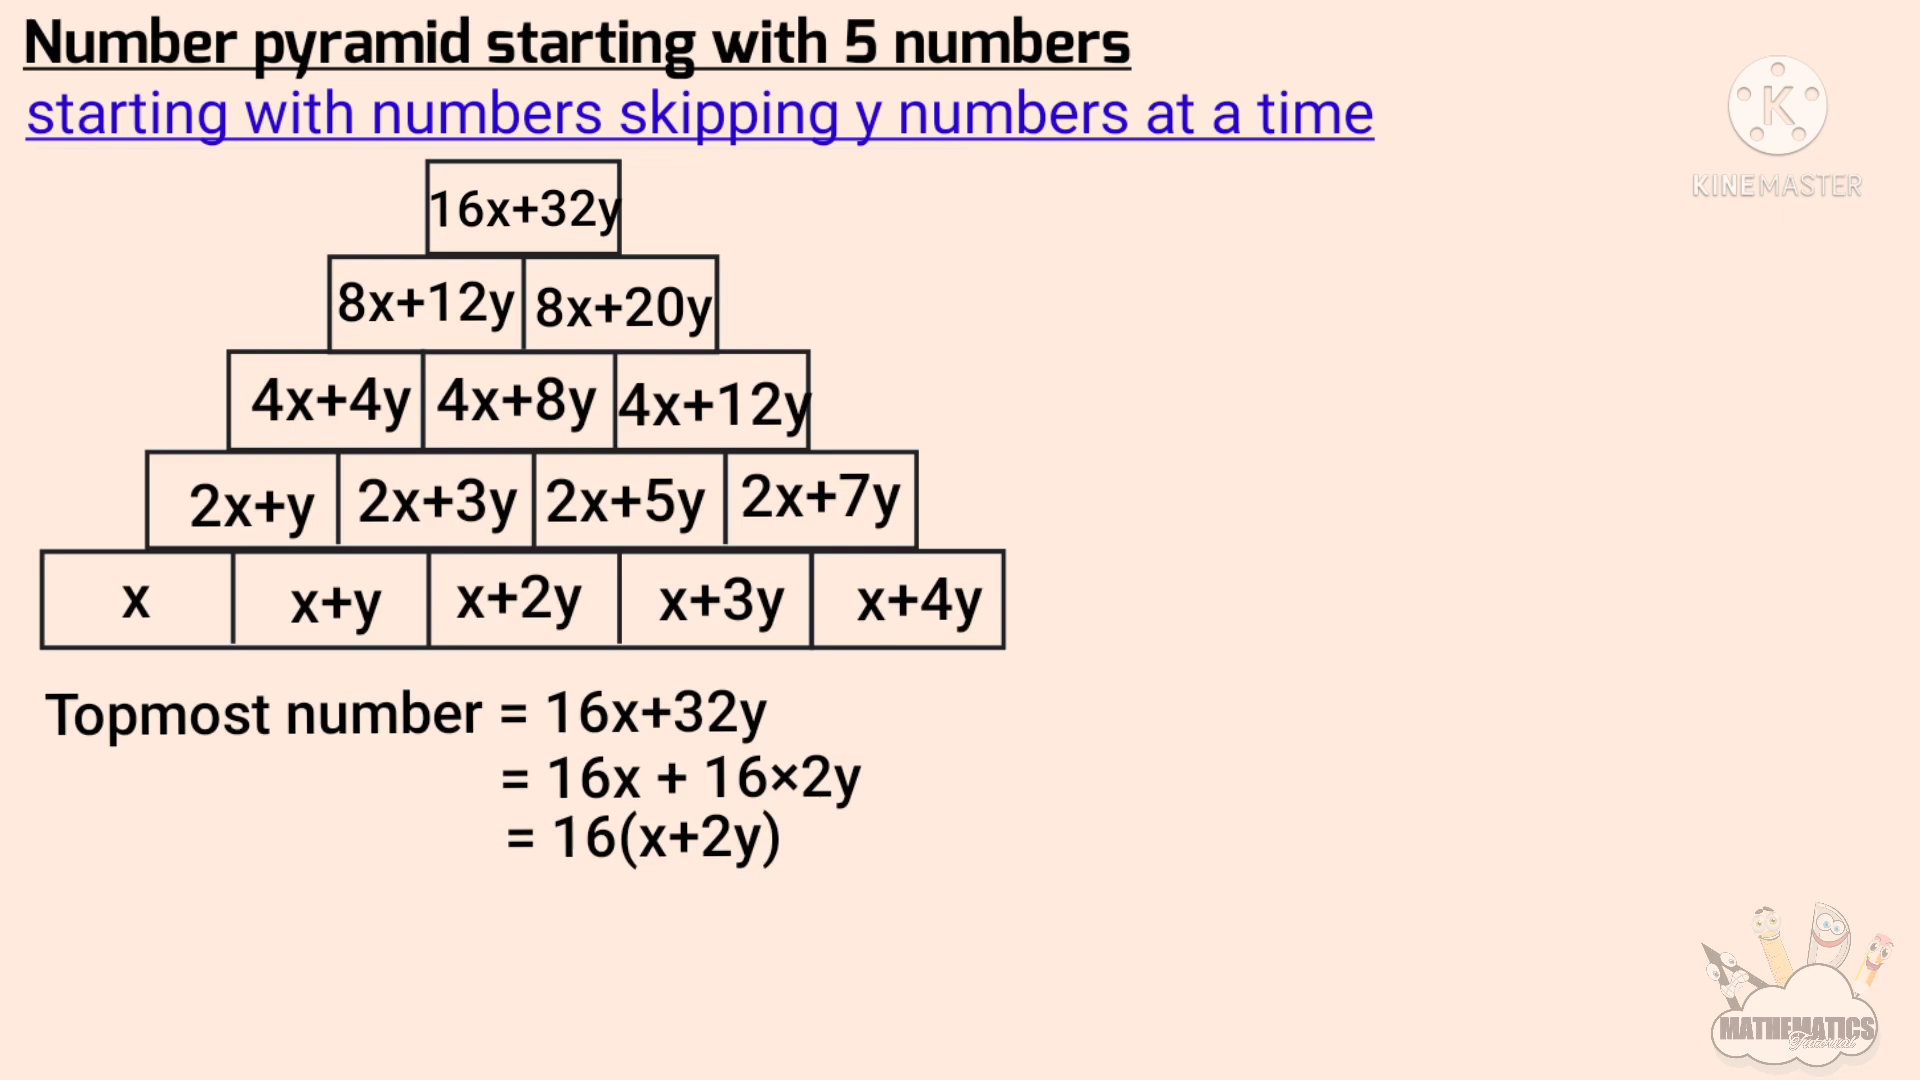 Number pyramid starting with 5 numbers
starting with numbers skipping y numbers at a time
K
KINEMASTER
16x+32y
8x+12y 8x+20y
4x+4y 4x+8y 4x+12y
2x+y 2x+3y 2x+5y 2x+7y
x x+y x+2y x+3y x+4y
Topmost number = 16x+32y
= 16x + 16×2y
= 16(x+2y)
MATHEMATICS
Tutorial